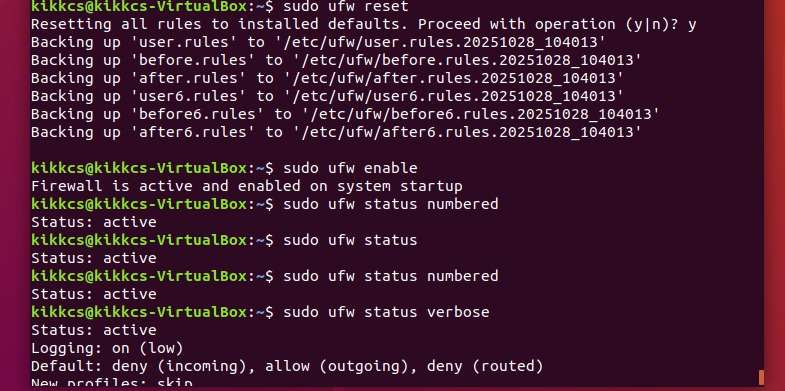 kikkcs@kikkcs-VirtualBox:~$ sudo ufw reset
Resetting all rules to installed defaults. Proceed with operation (y|n)? y
Backing up 'user.rules' to '/etc/ufw/user.rules.20251028_104013'
Backing up 'before.rules' to '/etc/ufw/before.rules.20251028_104013'
Backing up 'after.rules' to '/etc/ufw/after.rules.20251028_104013'
Backing up 'user6.rules' to '/etc/ufw/user6.rules.20251028_104013'
Backing up 'before6.rules' to '/etc/ufw/before6.rules.20251028_104013'
Backing up 'after6.rules' to '/etc/ufw/after6.rules.20251028_104013'

kikkcs@kikkcs-VirtualBox:~$ sudo ufw enable
Firewall is active and enabled on system startup
kikkcs@kikkcs-VirtualBox:~$ sudo ufw status numbered
Status: active
kikkcs@kikkcs-VirtualBox:~$ sudo ufw status
Status: active
kikkcs@kikkcs-VirtualBox:~$ sudo ufw status numbered
Status: active
kikkcs@kikkcs-VirtualBox:~$ sudo ufw status verbose
Status: active
Logging: on (low)
Default: deny (incoming), allow (outgoing), deny (routed)
New profiles: skip